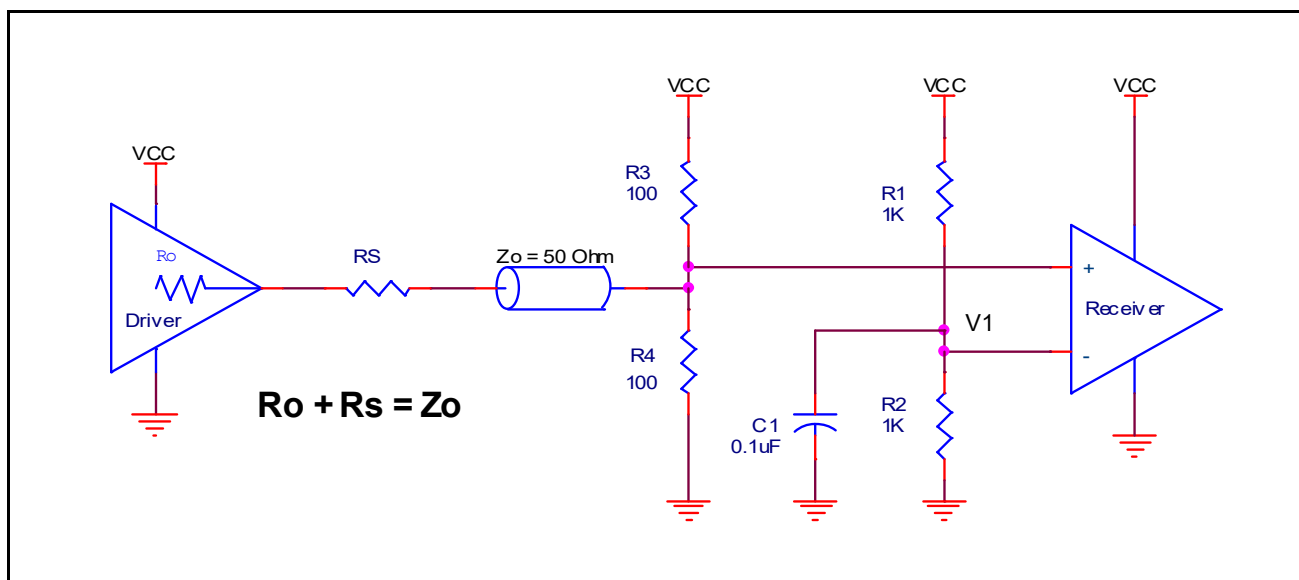 VCC
VCC
VCC
VCC
R3
100
R1
1K
Ro
RS
Zo = 50 Ohm
+
Driver
Receiver
V1
R4
100
-
Ro + Rs = Zo
C1
0.1uF
R2
1K